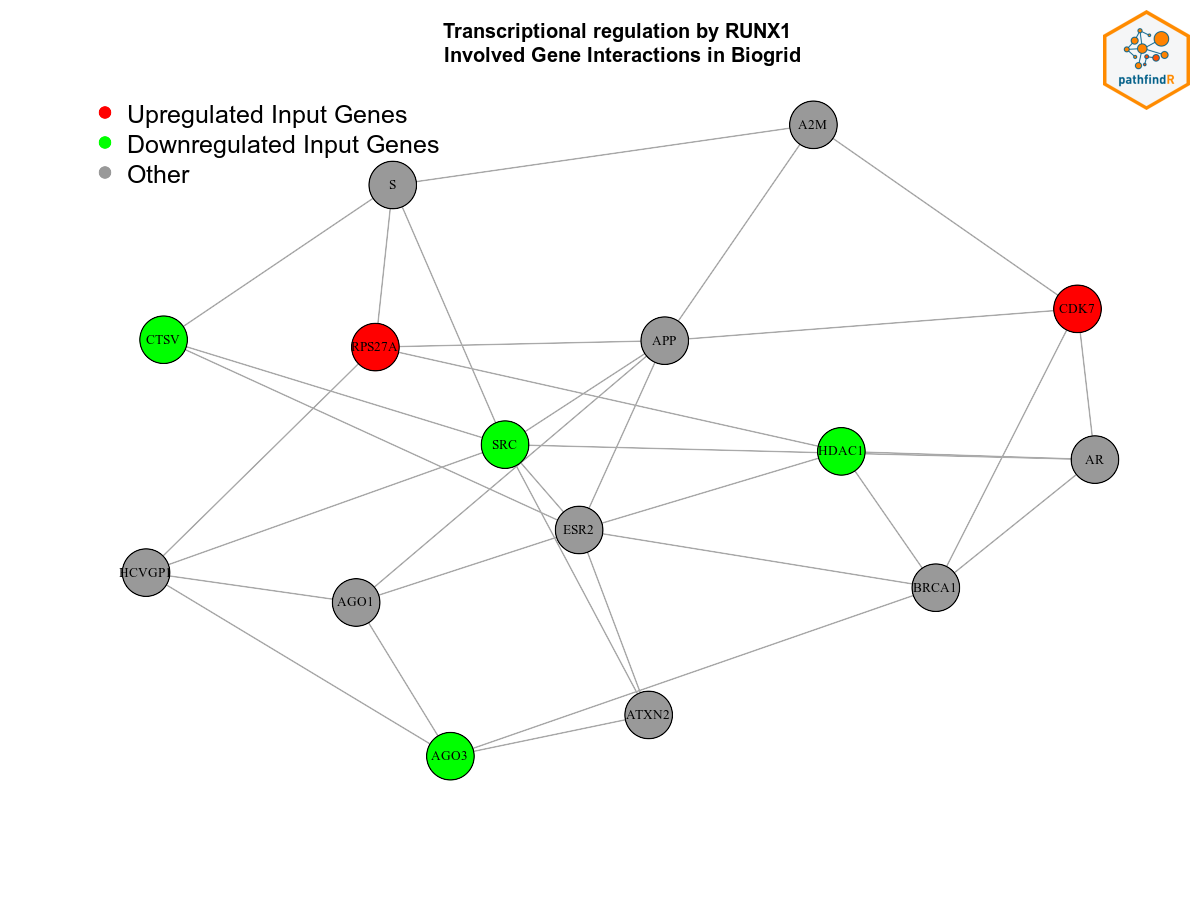 Transcriptional regulation by RUNX1
Involved Gene Interactions in Biogrid
pathfindR
Upregulated Input Genes
Downregulated Input Genes
Other
A2M
S
CDK7
CTSV
RPS27A
APP
SRC
HDAC1
AR
ESR2
HCVGP1
AGO1
BRCA1
ATXN2
AGO3